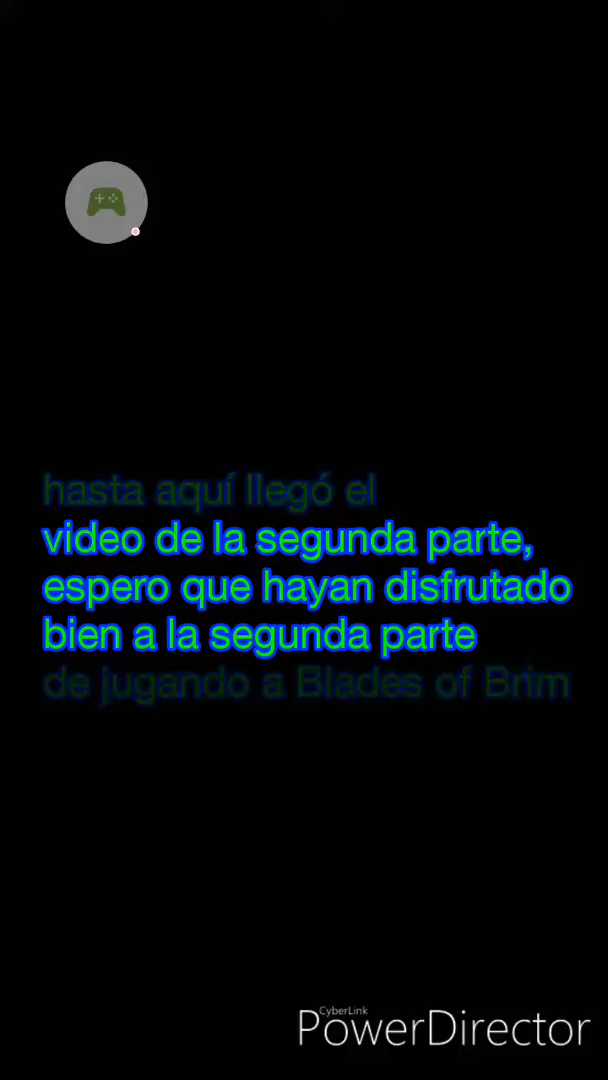 hasta aquí llegó el
video de la segunda parte,
espero que hayan disfrutado
bien a la segunda parte
de jugando a Blades of Brim
CyberLink
PowerDirector